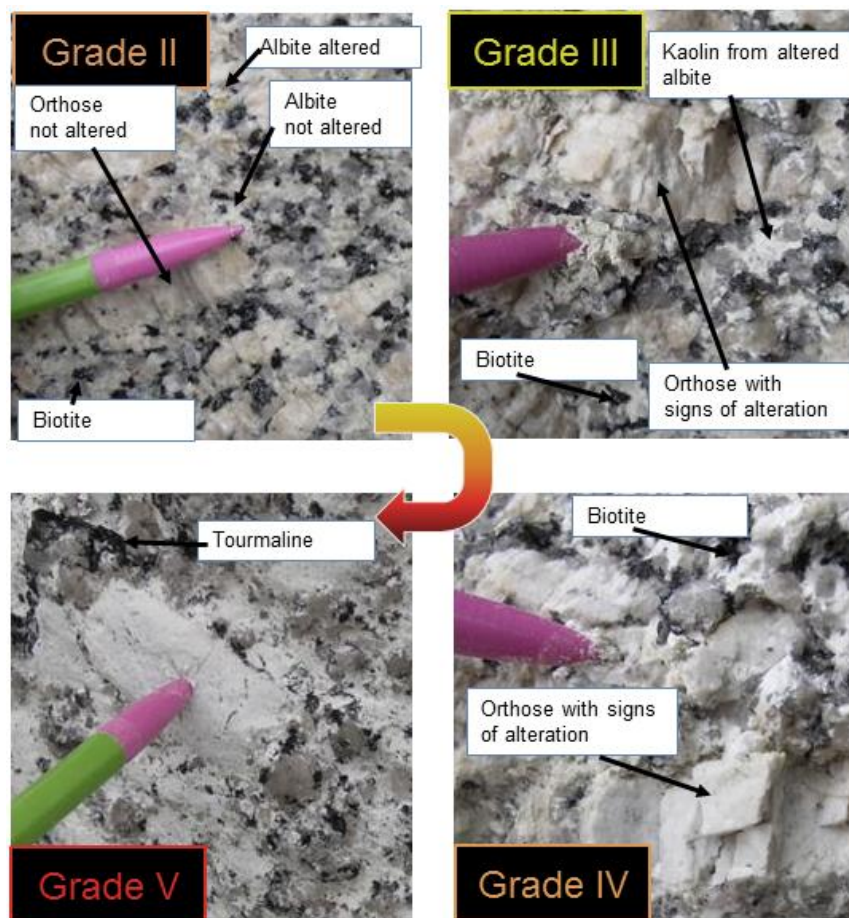 Grade II
Albite altered
Orthose
not altered
Albite
not altered
Biotite
Grade III
Kaolin from altered
albite
Biotite
Orthose with
signs of alteration
Tourmaline
Grade V
Biotite
Orthose with signs
of alteration
Grade IV